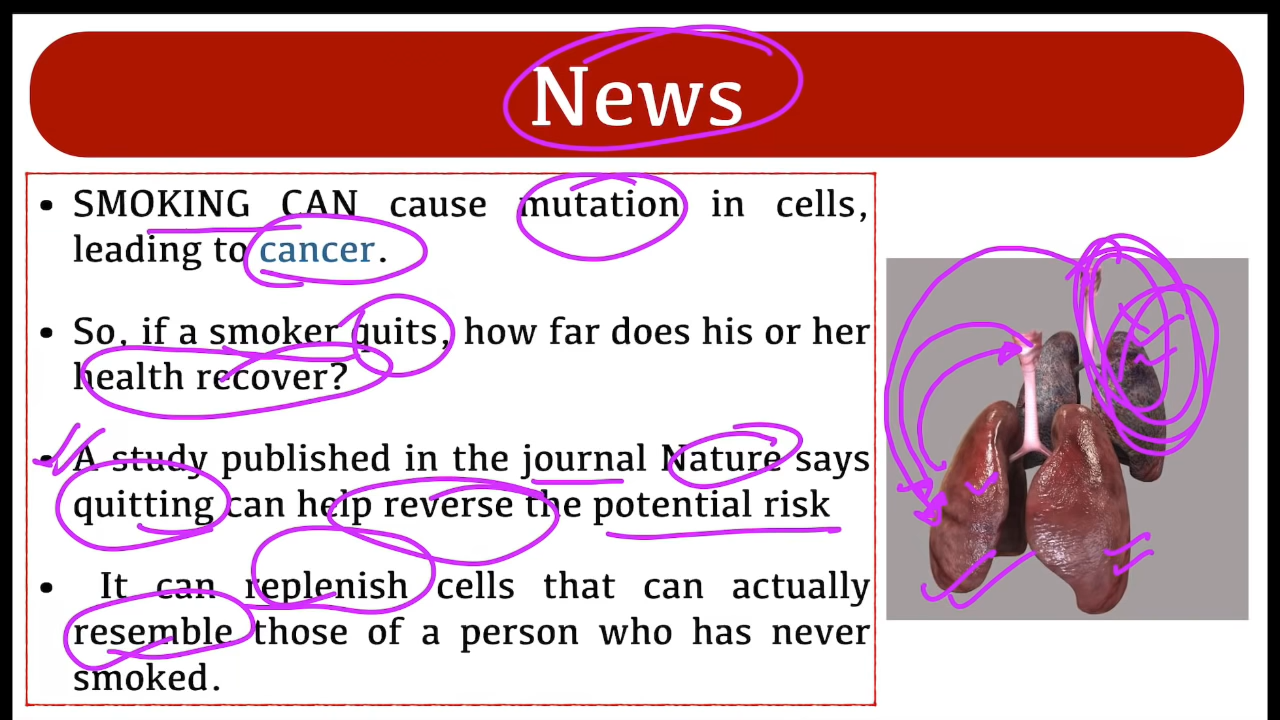 News
• SMOKING CAN cause mutation in cells,
leading to cancer.
• So, if a smoker quits, how far does his or her
health recover?
• A study published in the journal Nature says
quitting can help reverse the potential risk
• It can replenish cells that can actually
resemble those of a person who has never
smoked.